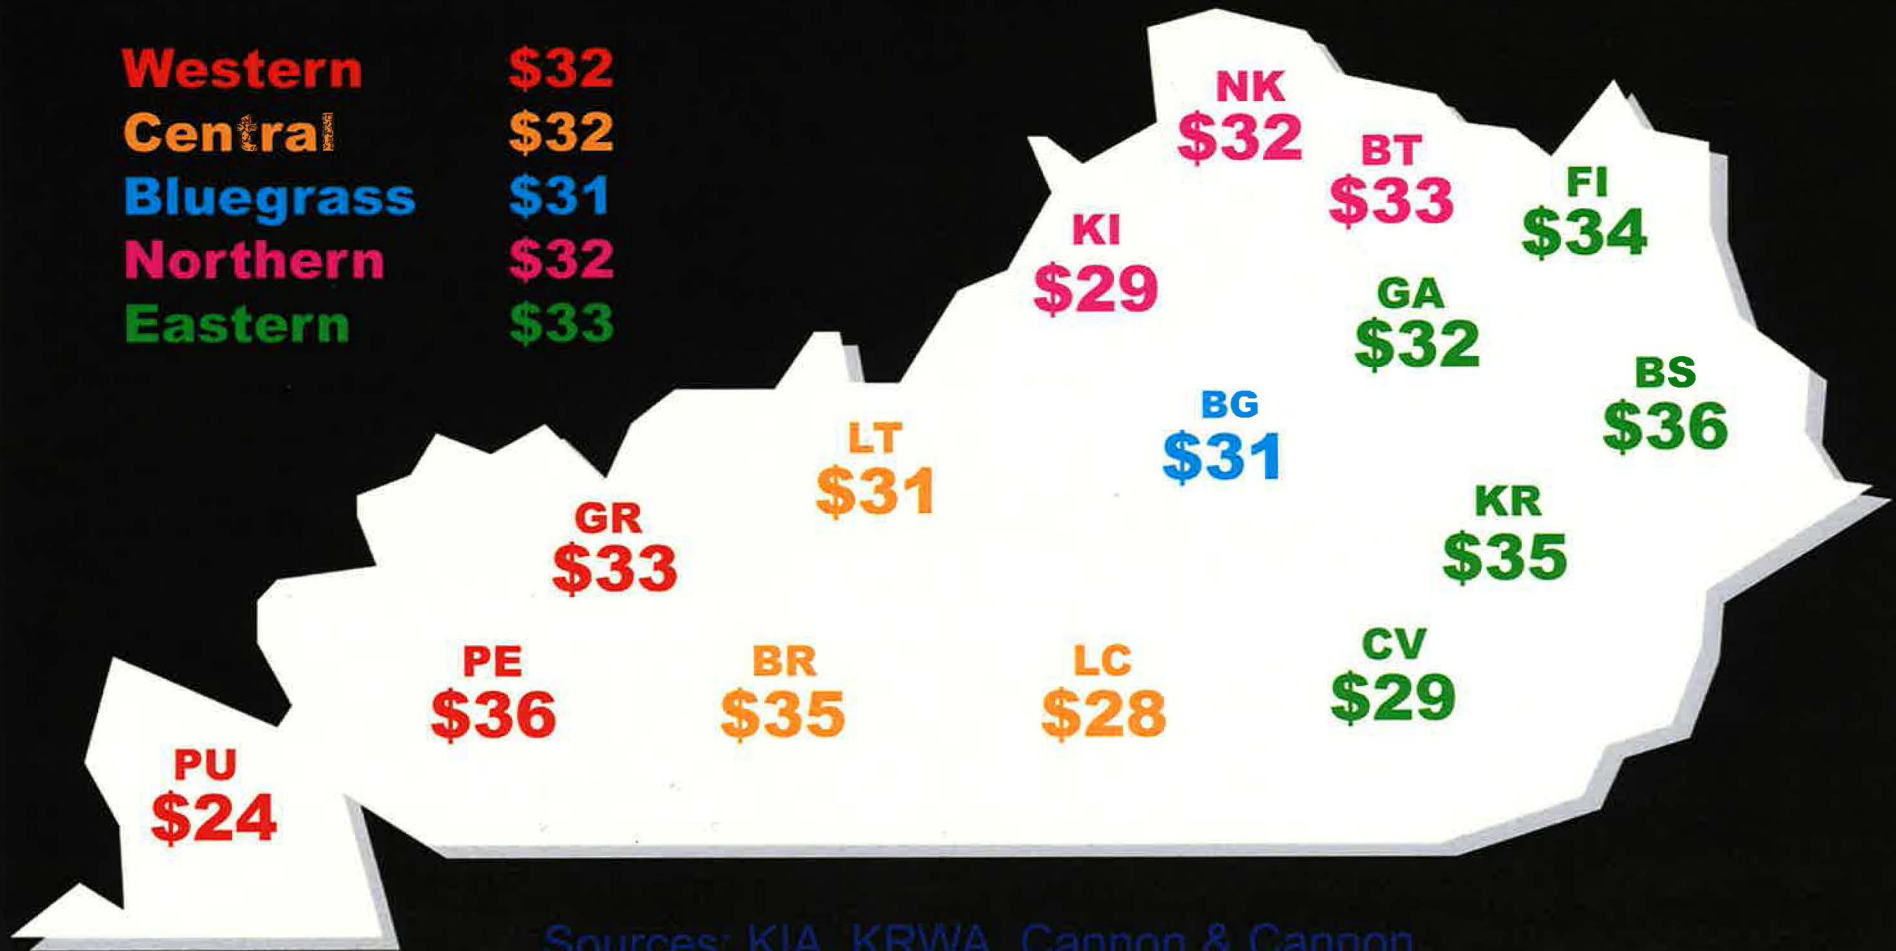 Western $32
Central $32
Bluegrass $31
Northern $32
Eastern $33
NK
$32
BT
$33
FI
$34
KI
$29
GA
$32
BS
$36
BG
$31
LT
$31
KR
$35
GR
$33
CV
$29
PE
$36
BR
$35
LC
$28
PU
$24
Sources: KIA, KRWA, Cannon & Cannon